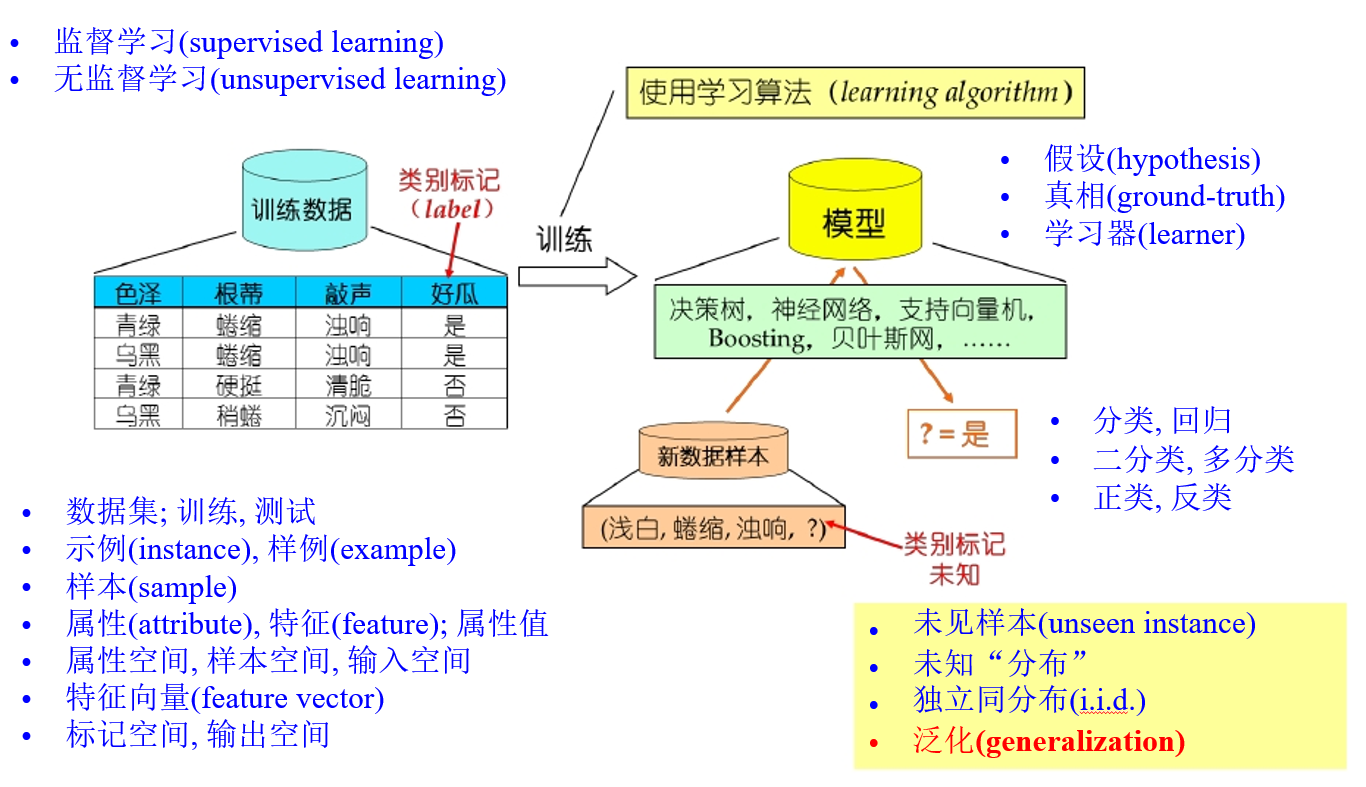 • 监督学习(supervised learning)
• 无监督学习(unsupervised learning)
使用学习算法（learning algorithm）
训练数据
类别标记
（label）
训练
模型
• 假设(hypothesis)
• 真相(ground-truth)
• 学习器(learner)
色泽 根蒂 敲声 好瓜
青绿 蜷缩 浊响 是
乌黑 蜷缩 浊响 是
青绿 硬挺 清脆 否
乌黑 稍蜷 沉闷 否
决策树，神经网络，支持向量机，
Boosting，贝叶斯网，……
新数据样本
(浅白, 蜷缩, 浊响, ?)
? = 是
类别标记
未知
• 分类, 回归
• 二分类, 多分类
• 正类, 反类
• 数据集; 训练, 测试
• 示例(instance), 样例(example)
• 样本(sample)
• 属性(attribute), 特征(feature); 属性值
• 属性空间, 样本空间, 输入空间
• 特征向量(feature vector)
• 标记空间, 输出空间
• 未见样本(unseen instance)
• 未知“分布”
• 独立同分布(i.i.d.)
• 泛化(generalization)